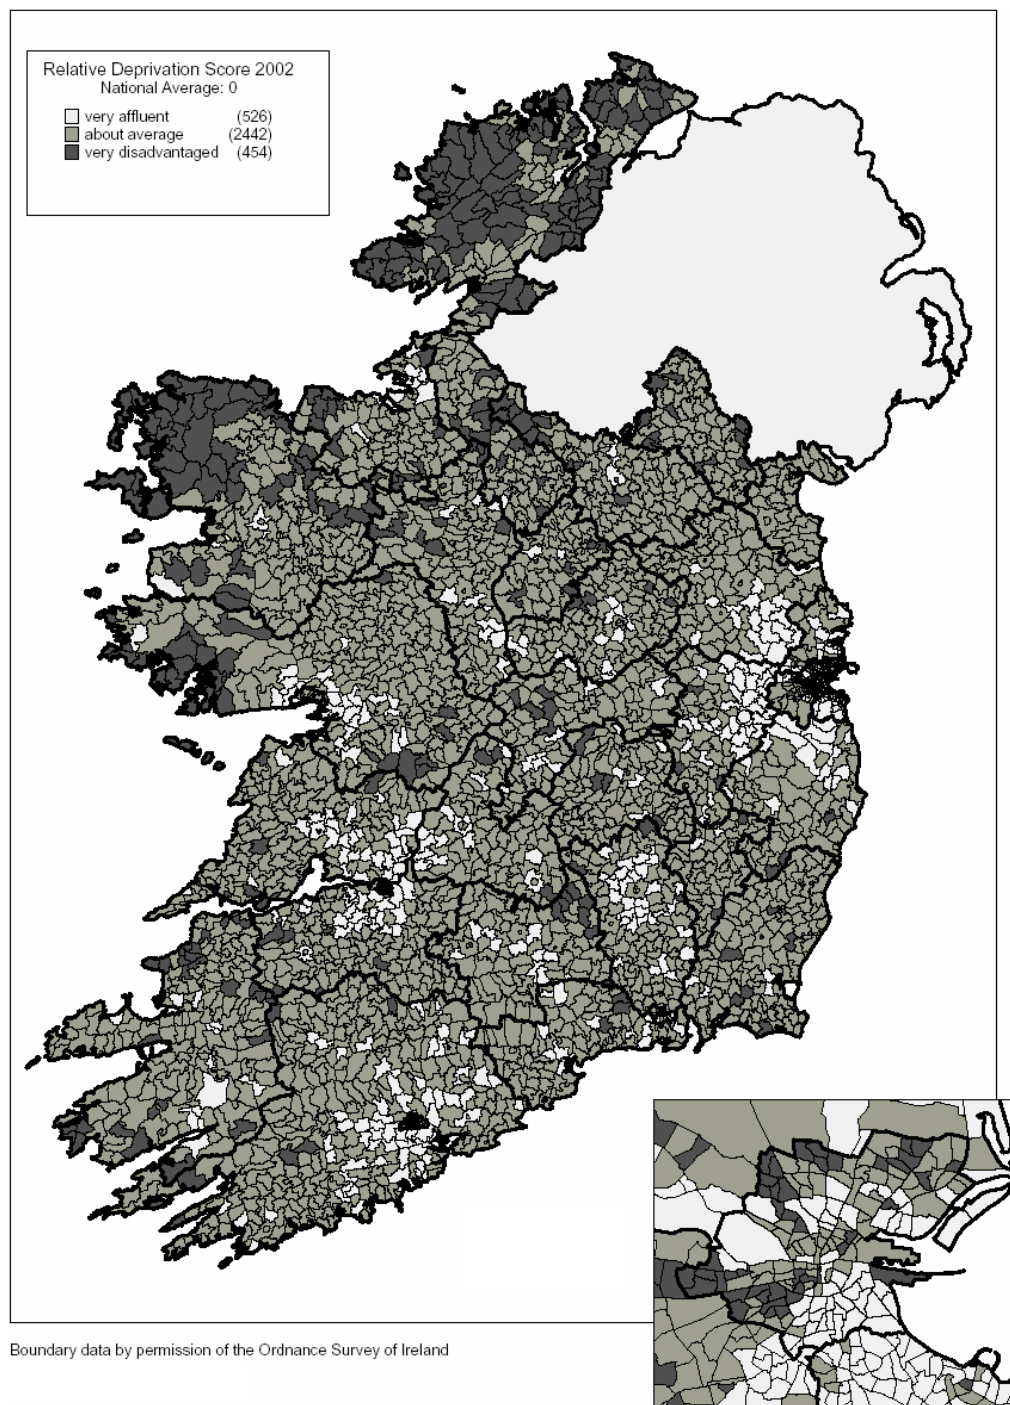 Relative Deprivation Score 2002
National Average: 0
very affluent (526)
about average (2442)
very disadvantaged (454)
Boundary data by permission of the Ordnance Survey of Ireland